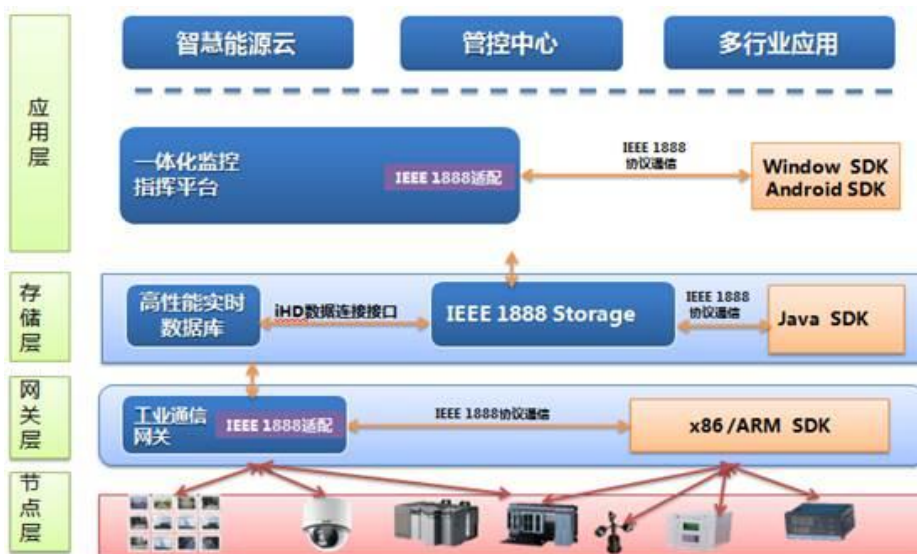 智慧能源云
管控中心
多行业应用
应用层
一体化监控
指挥平台
IEEE 1888适配
IEEE 1888
协议通信
Window SDK
Android SDK
存储层
高性能实时
数据库
iHD数据连接接口
IEEE 1888 Storage
IEEE 1888
协议通信
Java SDK
网关层
工业通信
网关
IEEE 1888适配
IEEE 1888协议通信
x86 /ARM SDK
节点层